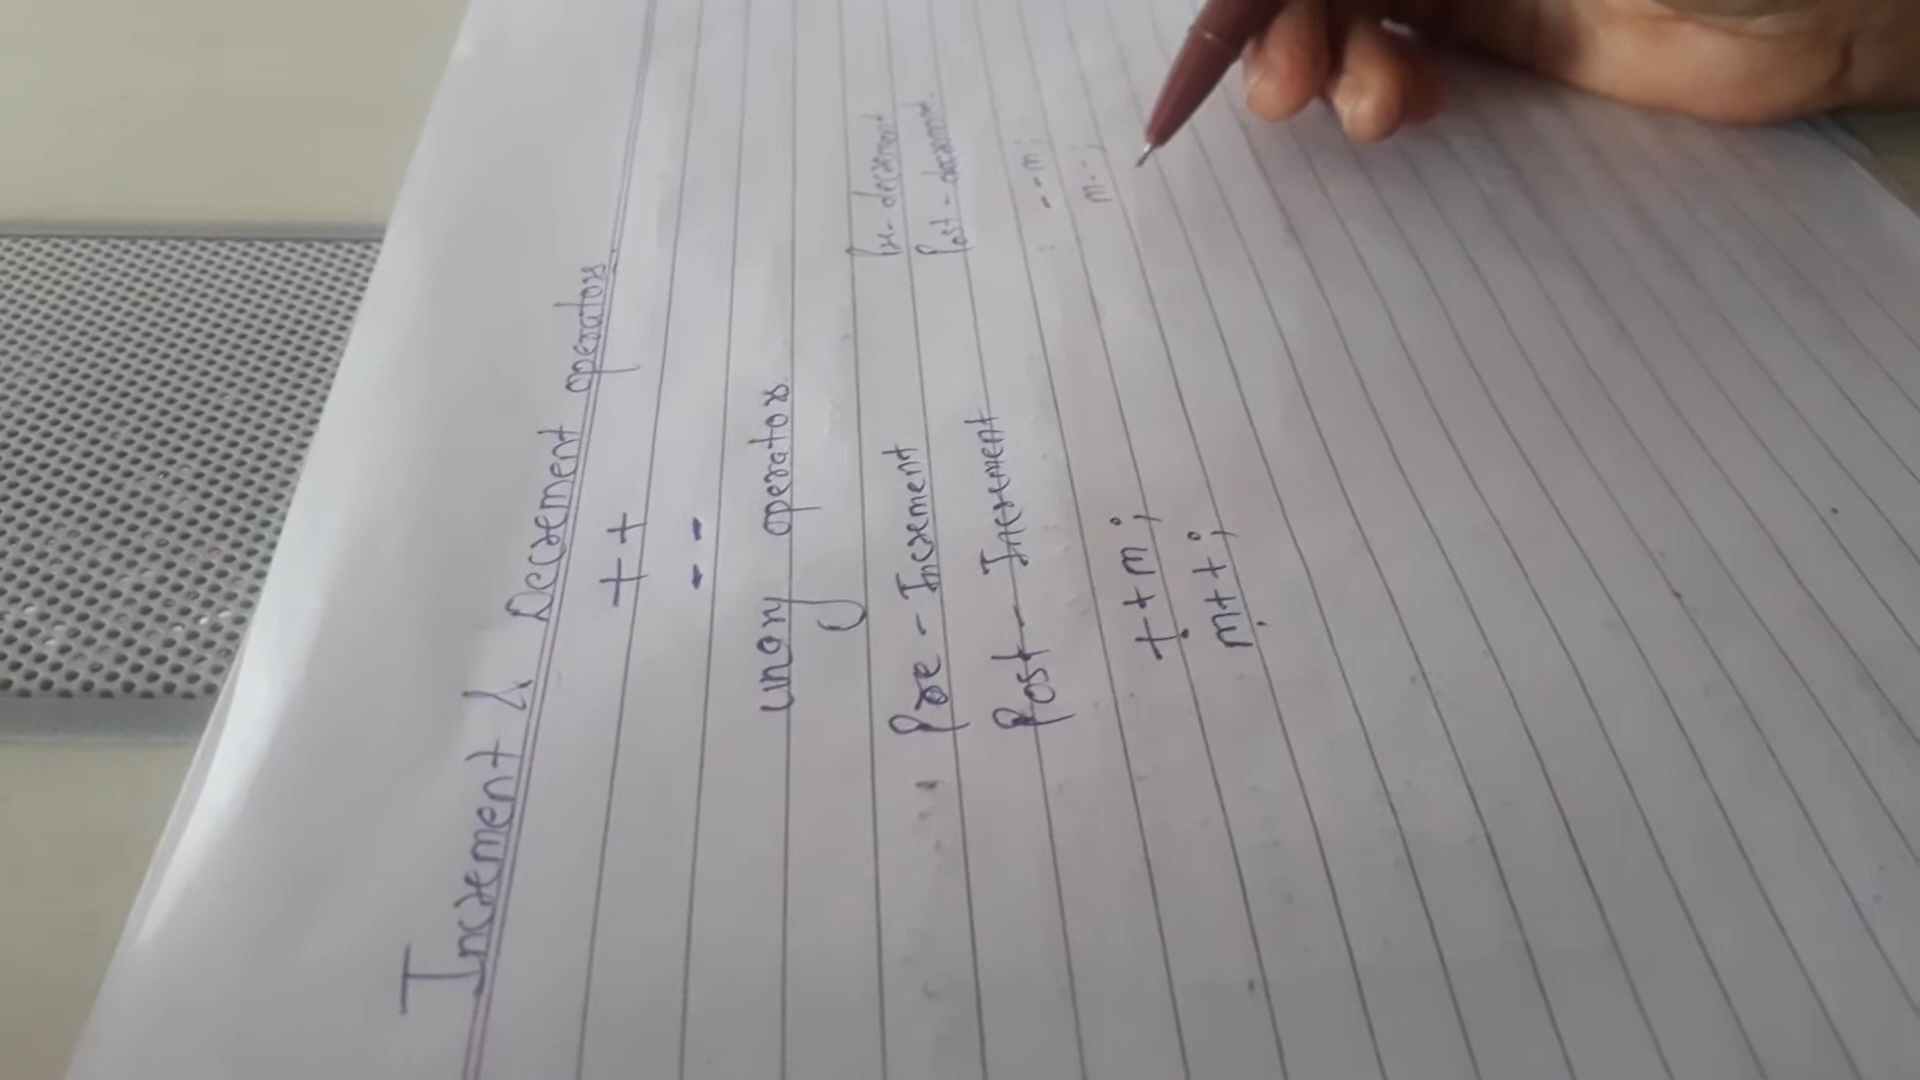 Increment & Decrement operators
++
--
unary operators.
Pre-Increment Pre-decrement
Post-Increment Post-decrement.
++m; --m;
m++; m--;